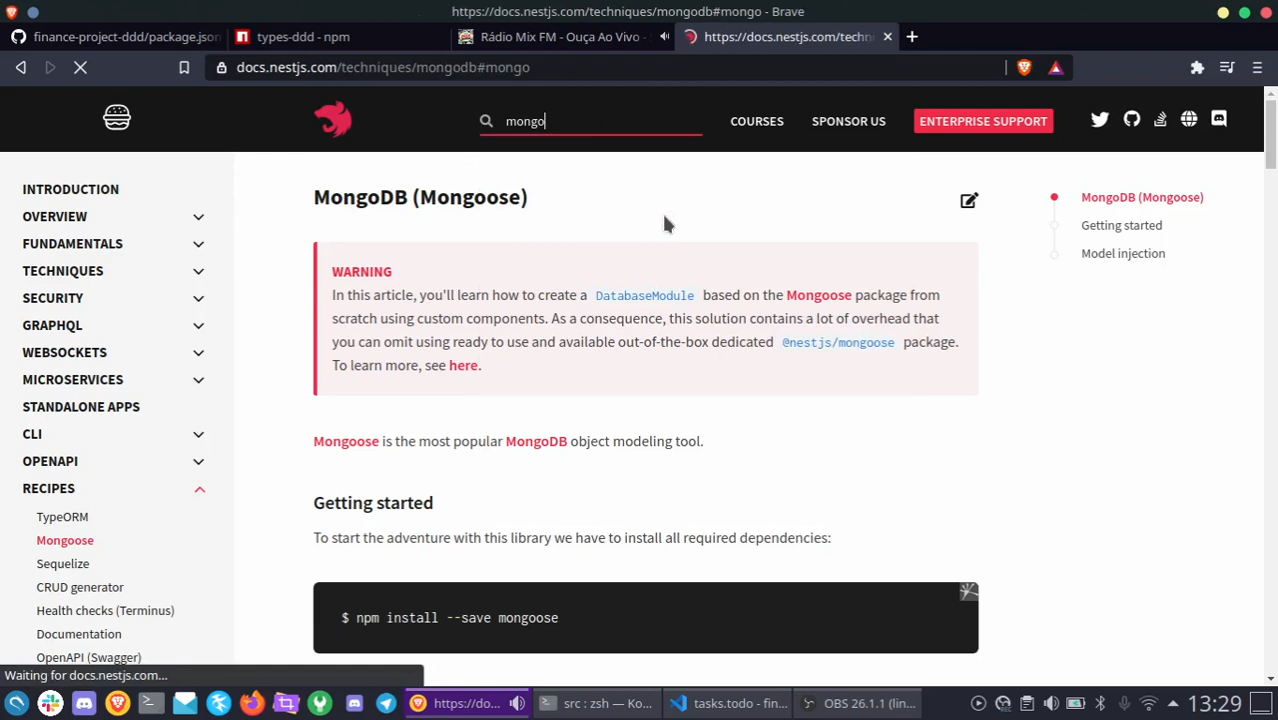 https://docs.nestjs.com/techniques/mongodb#mongo - Brave
finance-project-ddd/package.json
types-ddd - npm
Rádio Mix FM - Ouça Ao Vivo -
https://docs.nestjs.com/techn
docs.nestjs.com/techniques/mongodb#mongo
mongo
COURSES
SPONSOR US
ENTERPRISE SUPPORT
INTRODUCTION
OVERVIEW
FUNDAMENTALS
TECHNIQUES
SECURITY
GRAPHQL
WEBSOCKETS
MICROSERVICES
STANDALONE APPS
CLI
OPENAPI
RECIPES
TypeORM
Mongoose
Sequelize
CRUD generator
Health checks (Terminus)
Documentation
OpenAPI (Swagger)
MongoDB (Mongoose)
WARNING
In this article, you'll learn how to create a DatabaseModule based on the Mongoose package from
scratch using custom components. As a consequence, this solution contains a lot of overhead that
you can omit using ready to use and available out-of-the-box dedicated @nestjs/mongoose package.
To learn more, see here.
Mongoose is the most popular MongoDB object modeling tool.
Getting started
To start the adventure with this library we have to install all required dependencies:
$ npm install --save mongoose
MongoDB (Mongoose)
Getting started
Model injection
Waiting for docs.nestjs.com...
https://do...
src : zsh — Ko...
tasks.todo - fin...
OBS 26.1.1 (lin...
13:29